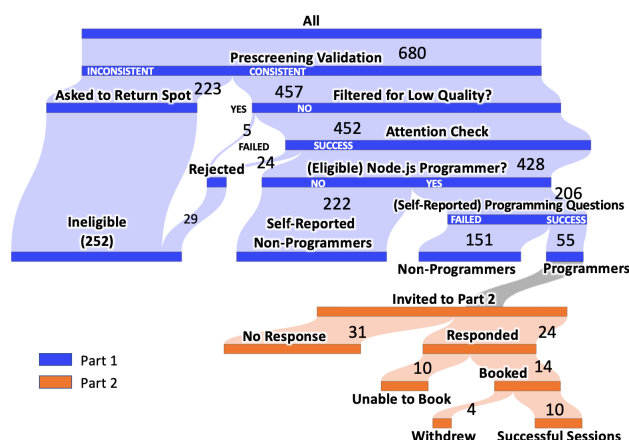 All
Prescreening Validation 680
INCONSISTENT CONSISTENT
Asked to Return Spot 223 457 Filtered for Low Quality?
YES NO
5 452 Attention Check
FAILED SUCCESS
Rejected 24 (Eligible) Node.js Programmer? 428
NO YES
222 206
(Self-Reported) Programming Questions
29 FAILED SUCCESS
Ineligible
(252)
Self-Reported
Non-Programmers
151 55
Non-Programmers Programmers
Invited to Part 2
No Response 31 Responded 24
10 Booked 14
Unable to Book
4 10
Withdrew Successful Sessions
Part 1
Part 2